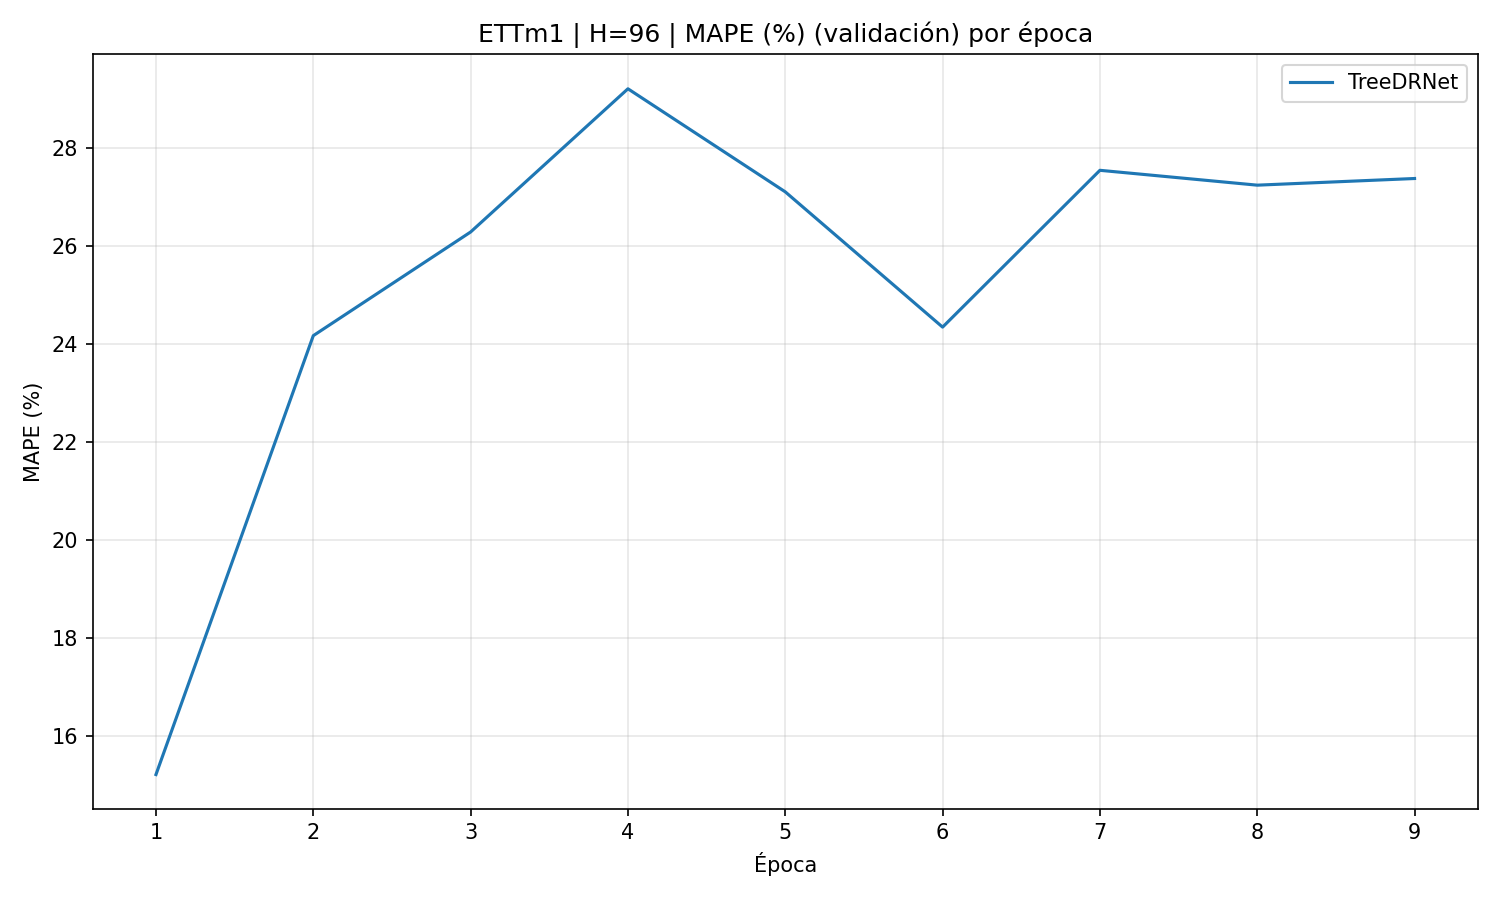 ETTm1 | H=96 | MAPE (%) (validación) por época
TreeDRNet
MAPE (%)
28
26
24
22
20
18
16
1 2 3 4 5 6 7 8 9
Época